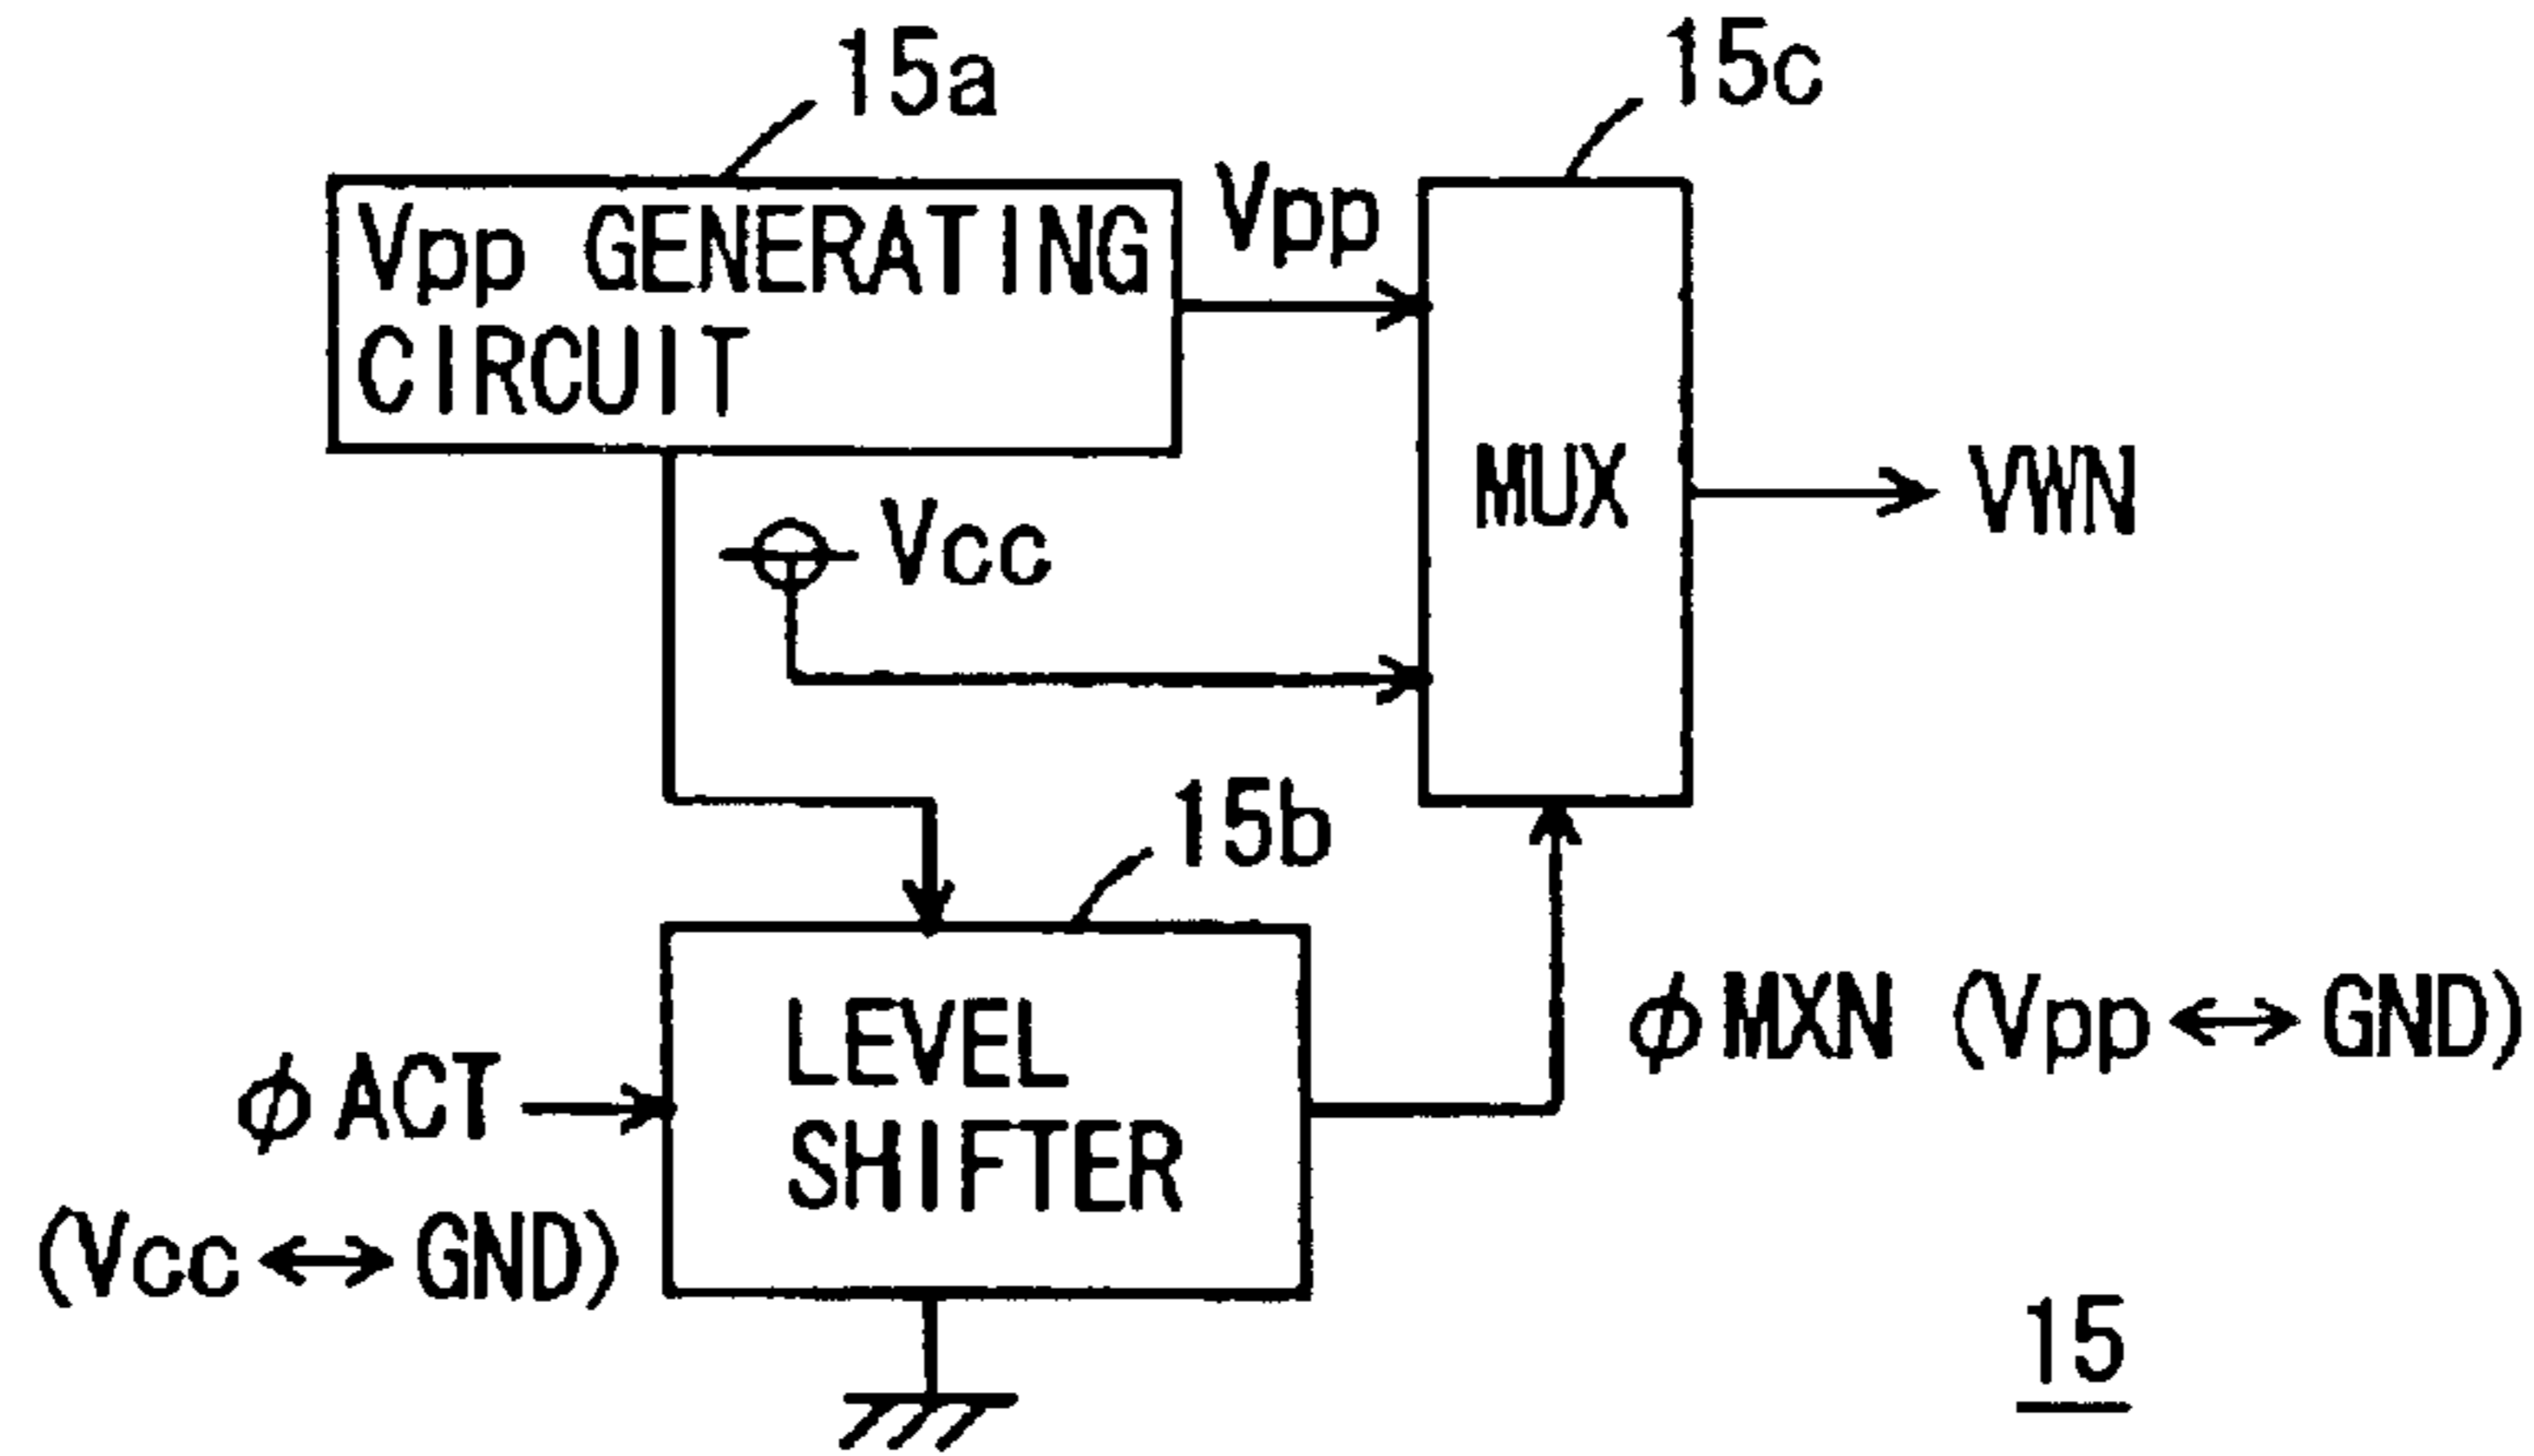 15a
15c
Vpp GENERATING
CIRCUIT
Vpp
MUX
VWN
Vcc
15b
LEVEL
SHIFTER
φACT
(Vcc↔GND)
φMXN (Vpp↔GND)
15